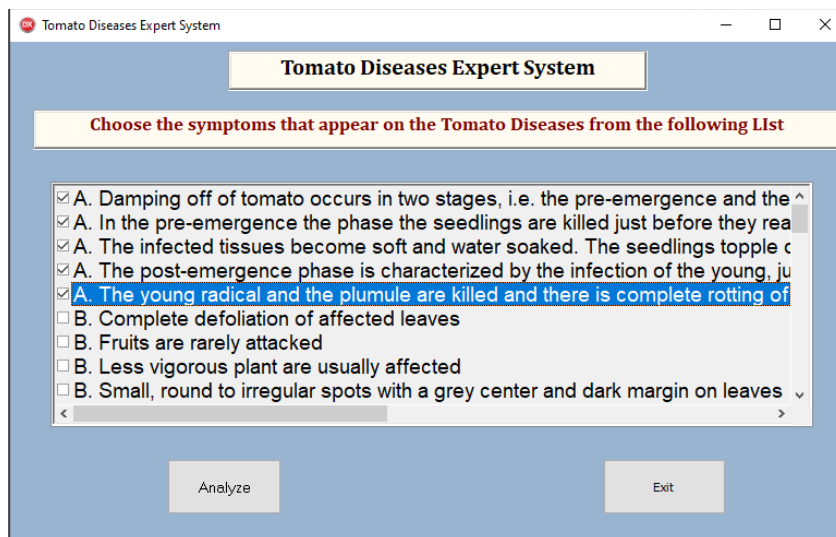 Tomato Diseases Expert System
Tomato Diseases Expert System
Choose the symptoms that appear on the Tomato Diseases from the following LIst
A. Damping off of tomato occurs in two stages, i.e. the pre-emergence and the
A. In the pre-emergence the phase the seedlings are killed just before they rea
A. The infected tissues become soft and water soaked. The seedlings topple
A. The post-emergence phase is characterized by the infection of the young, ju
A. The young radical and the plumule are killed and there is complete rotting of
B. Complete defoliation of affected leaves
B. Fruits are rarely attacked
B. Less vigorous plant are usually affected
B. Small, round to irregular spots with a grey center and dark margin on leaves
Analyze
Exit